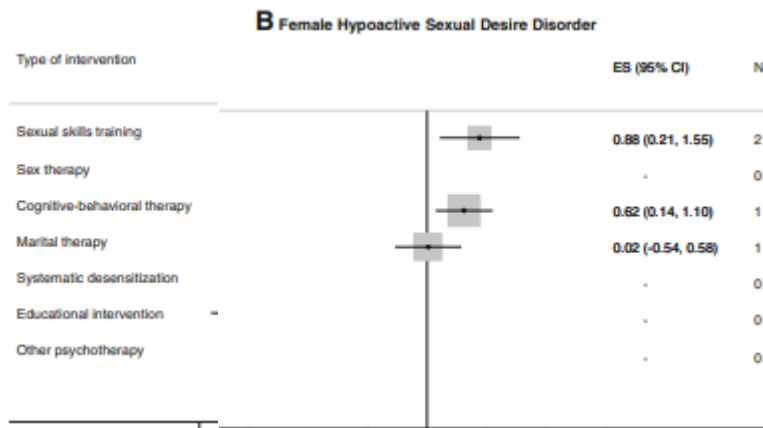 B Female Hypoactive Sexual Desire Disorder
Type of intervention ES (95% CI) N
Sexual skills training 0.88 (0.21, 1.55) 2
Sex therapy - 0
Cognitive-behavioral therapy 0.62 (0.14, 1.10) 1
Marital therapy 0.02 (-0.54, 0.58) 1
Systematic desensitization - 0
Educational intervention - 0
Other psychotherapy - 0